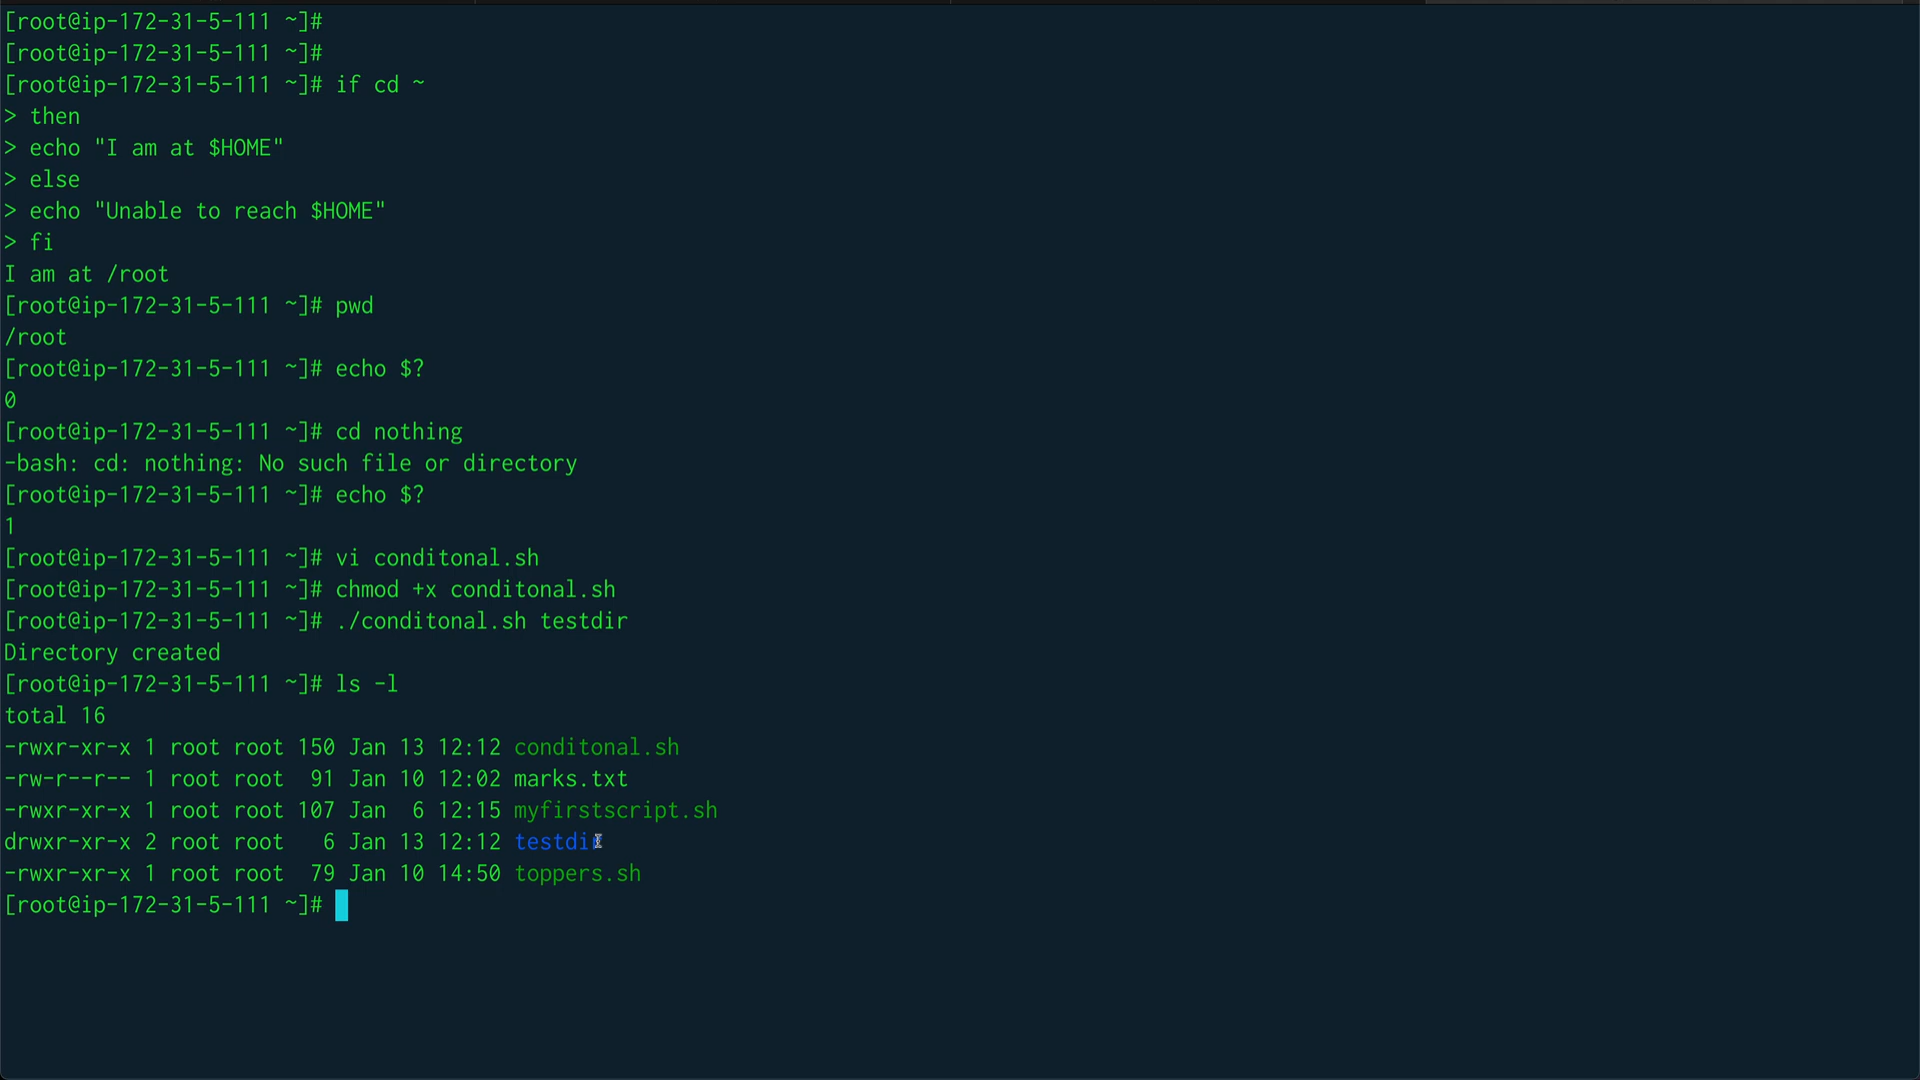 [root@ip-172-31-5-111 ~]#
[root@ip-172-31-5-111 ~]#
[root@ip-172-31-5-111 ~]# if cd ~
> then
> echo "I am at $HOME"
> else
> echo "Unable to reach $HOME"
> fi
I am at /root
[root@ip-172-31-5-111 ~]# pwd
/root
[root@ip-172-31-5-111 ~]# echo $?
0
[root@ip-172-31-5-111 ~]# cd nothing
-bash: cd: nothing: No such file or directory
[root@ip-172-31-5-111 ~]# echo $?
1
[root@ip-172-31-5-111 ~]# vi conditonal.sh
[root@ip-172-31-5-111 ~]# chmod +x conditonal.sh
[root@ip-172-31-5-111 ~]# ./conditonal.sh testdir
Directory created
[root@ip-172-31-5-111 ~]# ls -l
total 16
-rwxr-xr-x 1 root root 150 Jan 13 12:12 conditonal.sh
-rw-r--r-- 1 root root  91 Jan 10 12:02 marks.txt
-rwxr-xr-x 1 root root 107 Jan  6 12:15 myfirstscript.sh
drwxr-xr-x 2 root root   6 Jan 13 12:12 testdir
-rwxr-xr-x 1 root root  79 Jan 10 14:50 toppers.sh
[root@ip-172-31-5-111 ~]#